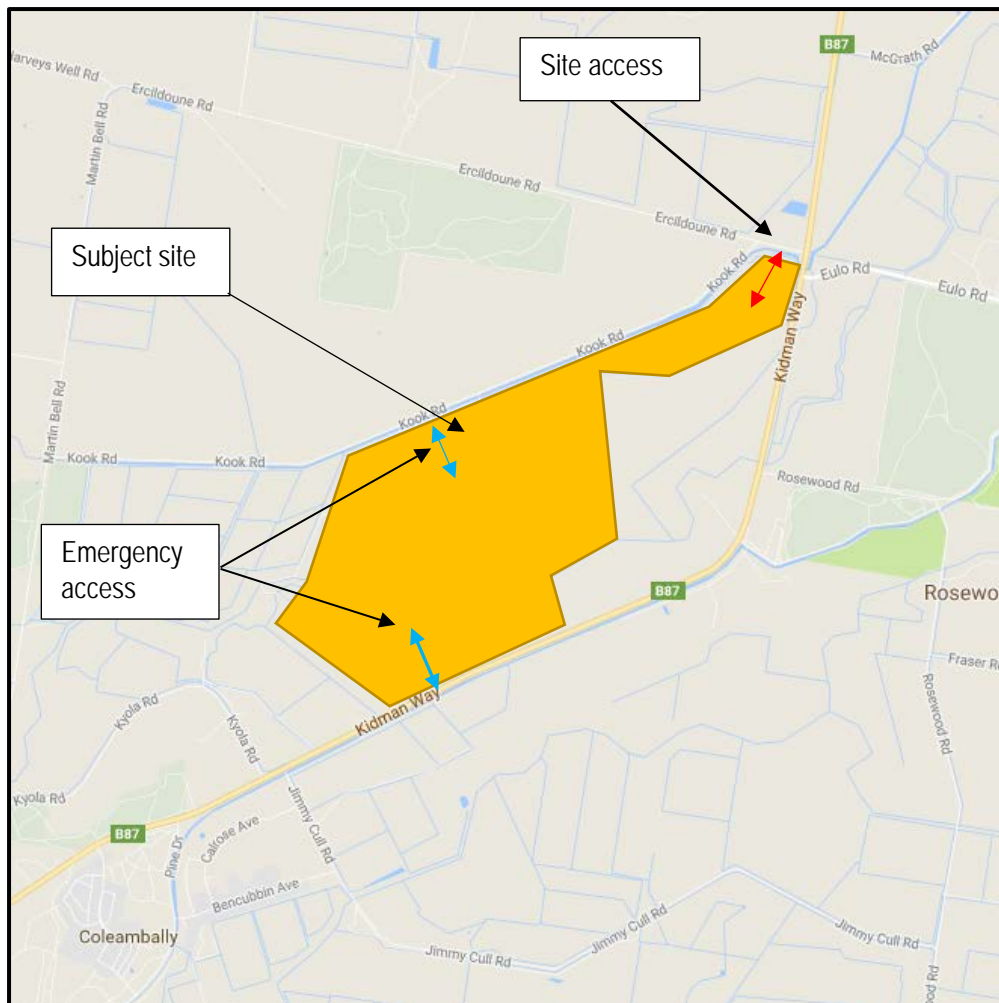 B87
McGrath Rd
Site access
Harveys Well Rd
Ercildoune Rd
Martin Bell Rd
Ercildoune Rd
Ercildoune Rd
Subject site
Kook Rd
Eulo Rd
Eulo Rd
Kidman Way
Kook Rd
Kook Rd
Martin Bell Rd
Kook Rd
Kook Rd
Rosewood Rd
Emergency
access
B87
Rosewo
Fraser Rd
Kyola Rd
Kidman Way
Kyola Rd
Rosewood Rd
Kyola Rd
Jimmy Cull Rd
B87
Calrose Ave
Pine Dr
Bencubbin Ave
Coleambally
Jimmy Cull Rd
Jimmy Cull Rd
Jimmy Cull Rd
ood Rd